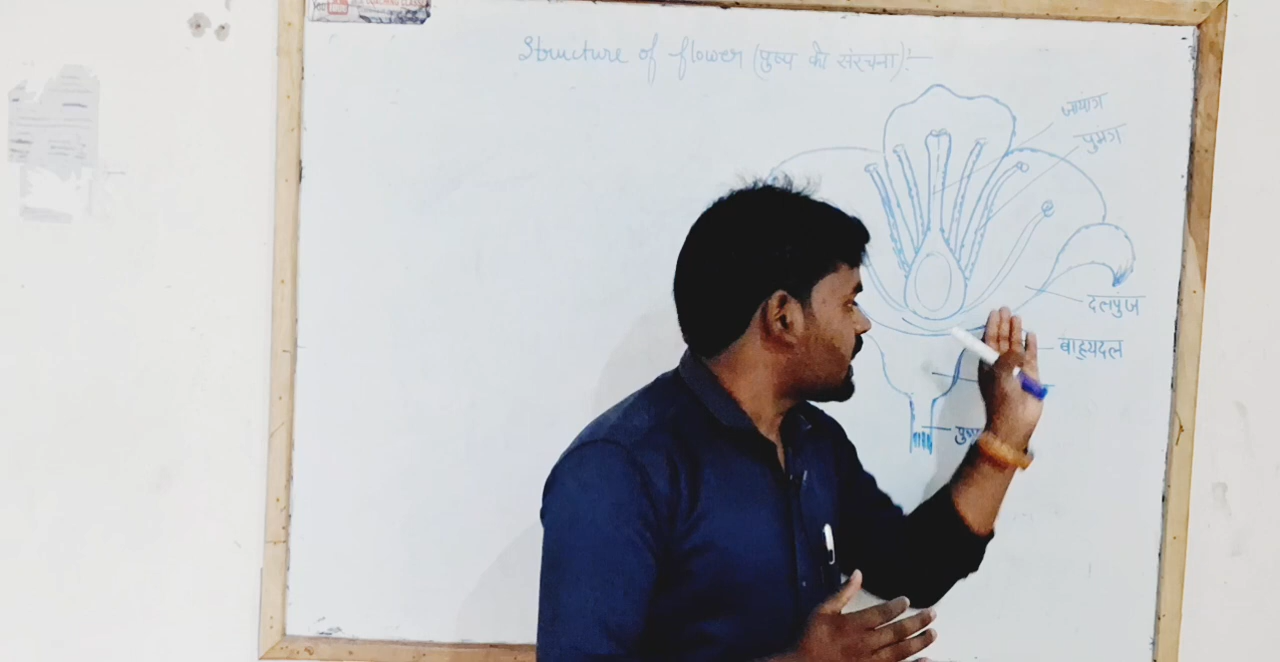 Structure of flower (पुष्प की संरचना):-
जायांग
पुमंग
दलपुंज
बाह्यदल